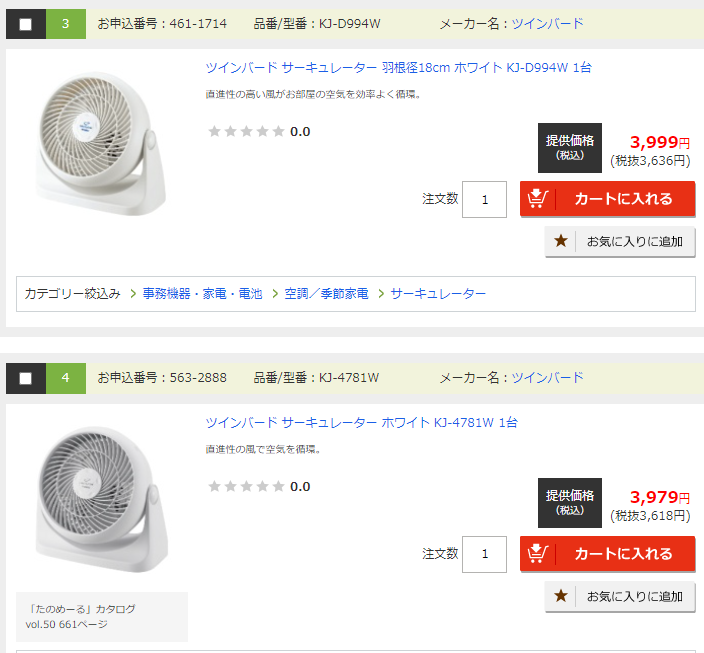 3 お申込番号：461-1714 品番/型番：KJ-D994W メーカー名：ツインバード
ツインバード サーキュレーター 羽根径18cm ホワイト KJ-D994W 1台
直進性の高い風がお部屋の空気を効率よく循環。
★★★★★ 0.0
提供価格
(税込)
3,999円
(税抜3,636円)
注文数 1 カートに入れる
★ お気に入りに追加
カテゴリー絞込み > 事務機器・家電・電池 > 空調／季節家電 > サーキュレーター
4 お申込番号：563-2888 品番/型番：KJ-4781W メーカー名：ツインバード
ツインバード サーキュレーター ホワイト KJ-4781W 1台
直進性の風で空気を循環。
★★★★★ 0.0
提供価格
(税込)
3,979円
(税抜3,618円)
注文数 1 カートに入れる
★ お気に入りに追加
「たのめーる」カタログ
vol.50 661ページ